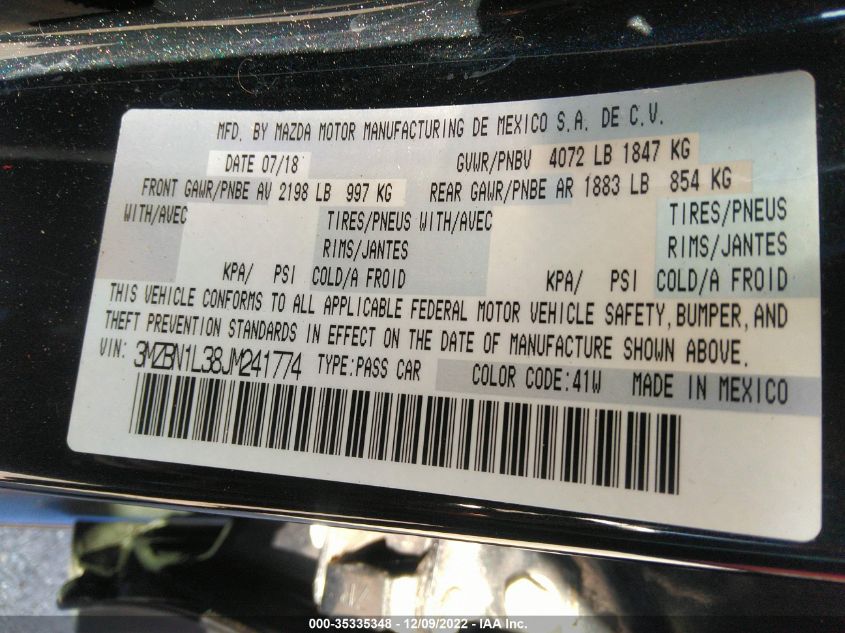 MFD. BY MAZDA MOTOR MANUFACTURING DE MEXICO S.A. DE C.V.
DATE 07/18 GVWR/PNBV 4072 LB 1847 KG
FRONT GAWR/PNBE AV 2198 LB 997 KG REAR GAWR/PNBE AR 1883 LB 854 KG
WITH/AVEC TIRES/PNEUS WITH/AVEC TIRES/PNEUS
RIMS/JANTES RIMS/JANTES
KPA/ PSI COLD/A FROID KPA/ PSI COLD/A FROID
THIS VEHICLE CONFORMS TO ALL APPLICABLE FEDERAL MOTOR VEHICLE SAFETY, BUMPER, AND
THEFT PREVENTION STANDARDS IN EFFECT ON THE DATE OF MANUFACTURE SHOWN ABOVE.
VIN: 3MZBN1L38JM241774 TYPE:PASS CAR COLOR CODE:41W MADE IN MEXICO
000-35335348 - 12/09/2022 - IAA Inc.